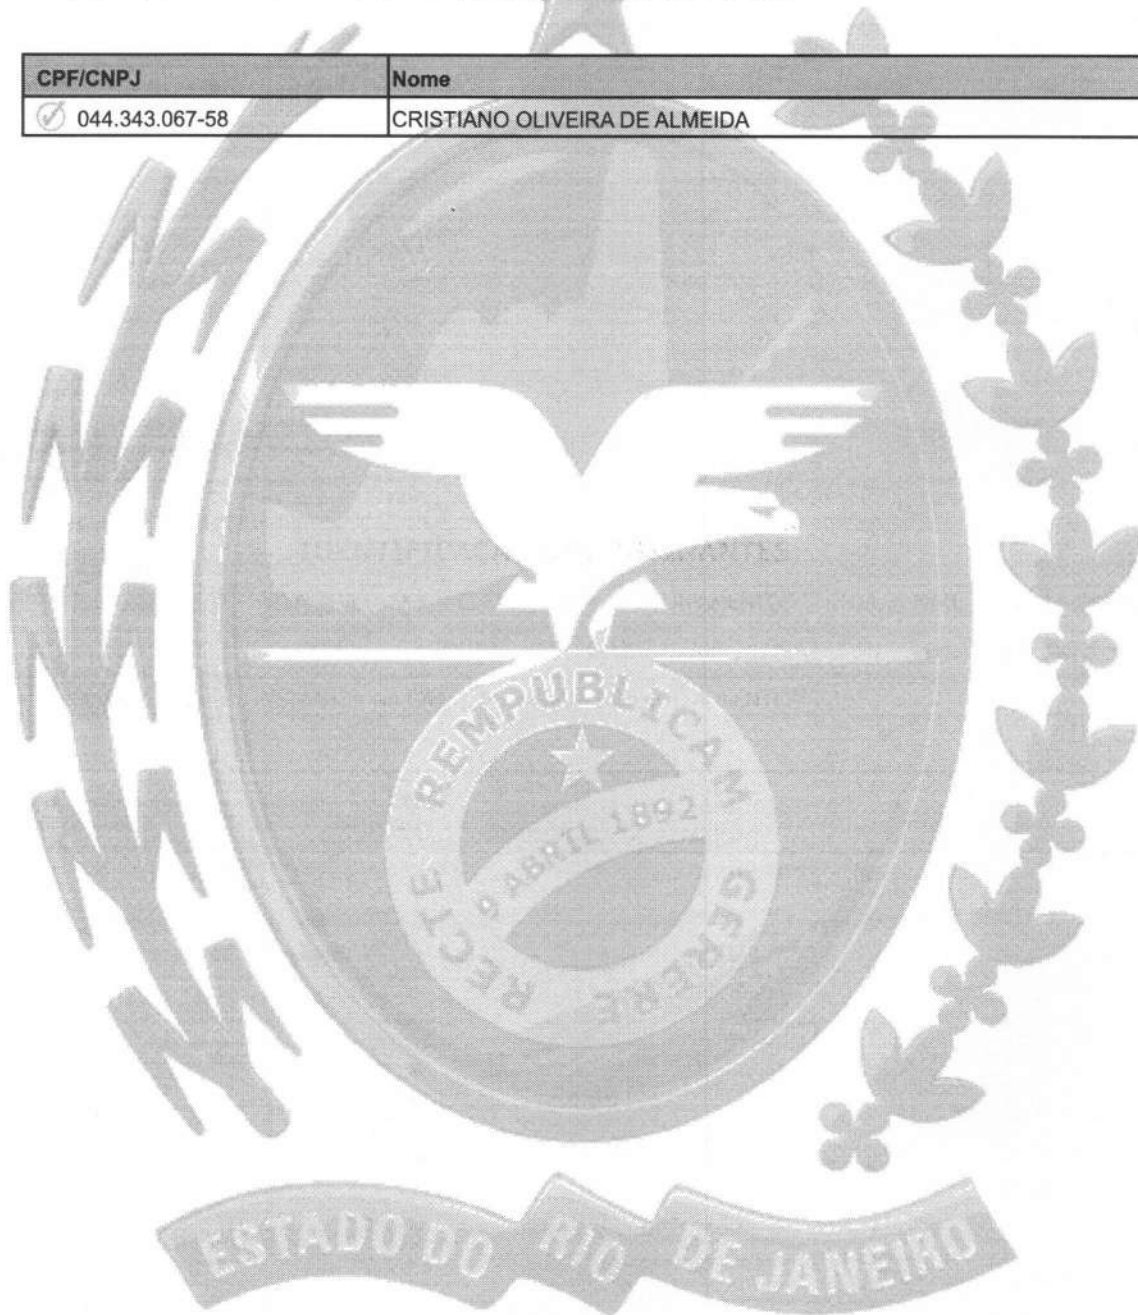 CPF/CNPJ Nome
044.343.067-58 CRISTIANO OLIVEIRA DE ALMEIDA
RECTE REMPUBLICAM GERERE
9 ABRIL 1892
ESTADO DO RIO DE JANEIRO